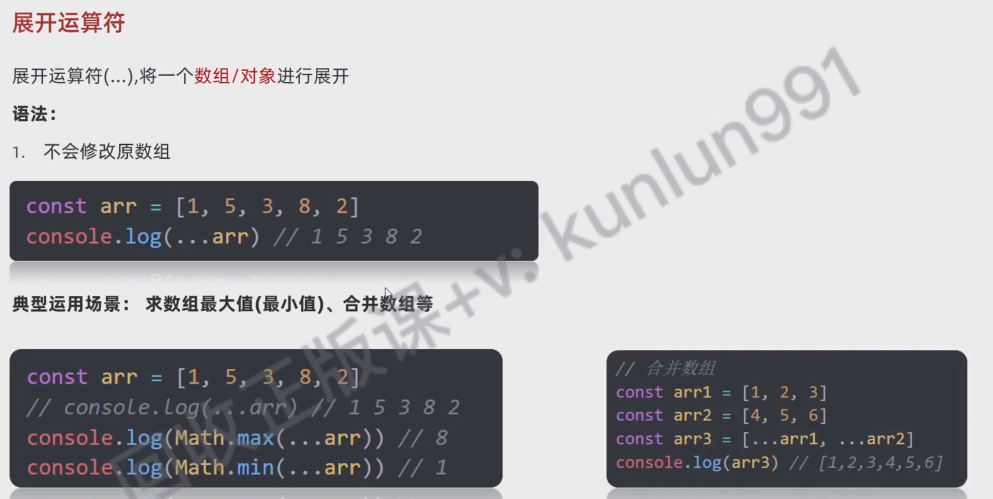 展开运算符
展开运算符(...),将一个数组/对象进行展开
语法：
1. 不会修改原数组
const arr = [1, 5, 3, 8, 2]
console.log(...arr) // 1 5 3 8 2
典型运用场景： 求数组最大值(最小值)、合并数组等
const arr = [1, 5, 3, 8, 2]
// console.log(...arr) // 1 5 3 8 2
console.log(Math.max(...arr)) // 8
console.log(Math.min(...arr)) // 1
// 合并数组
const arr1 = [1, 2, 3]
const arr2 = [4, 5, 6]
const arr3 = [...arr1, ...arr2]
console.log(arr3) // [1,2,3,4,5,6]
回收正版课+v: kunlun991